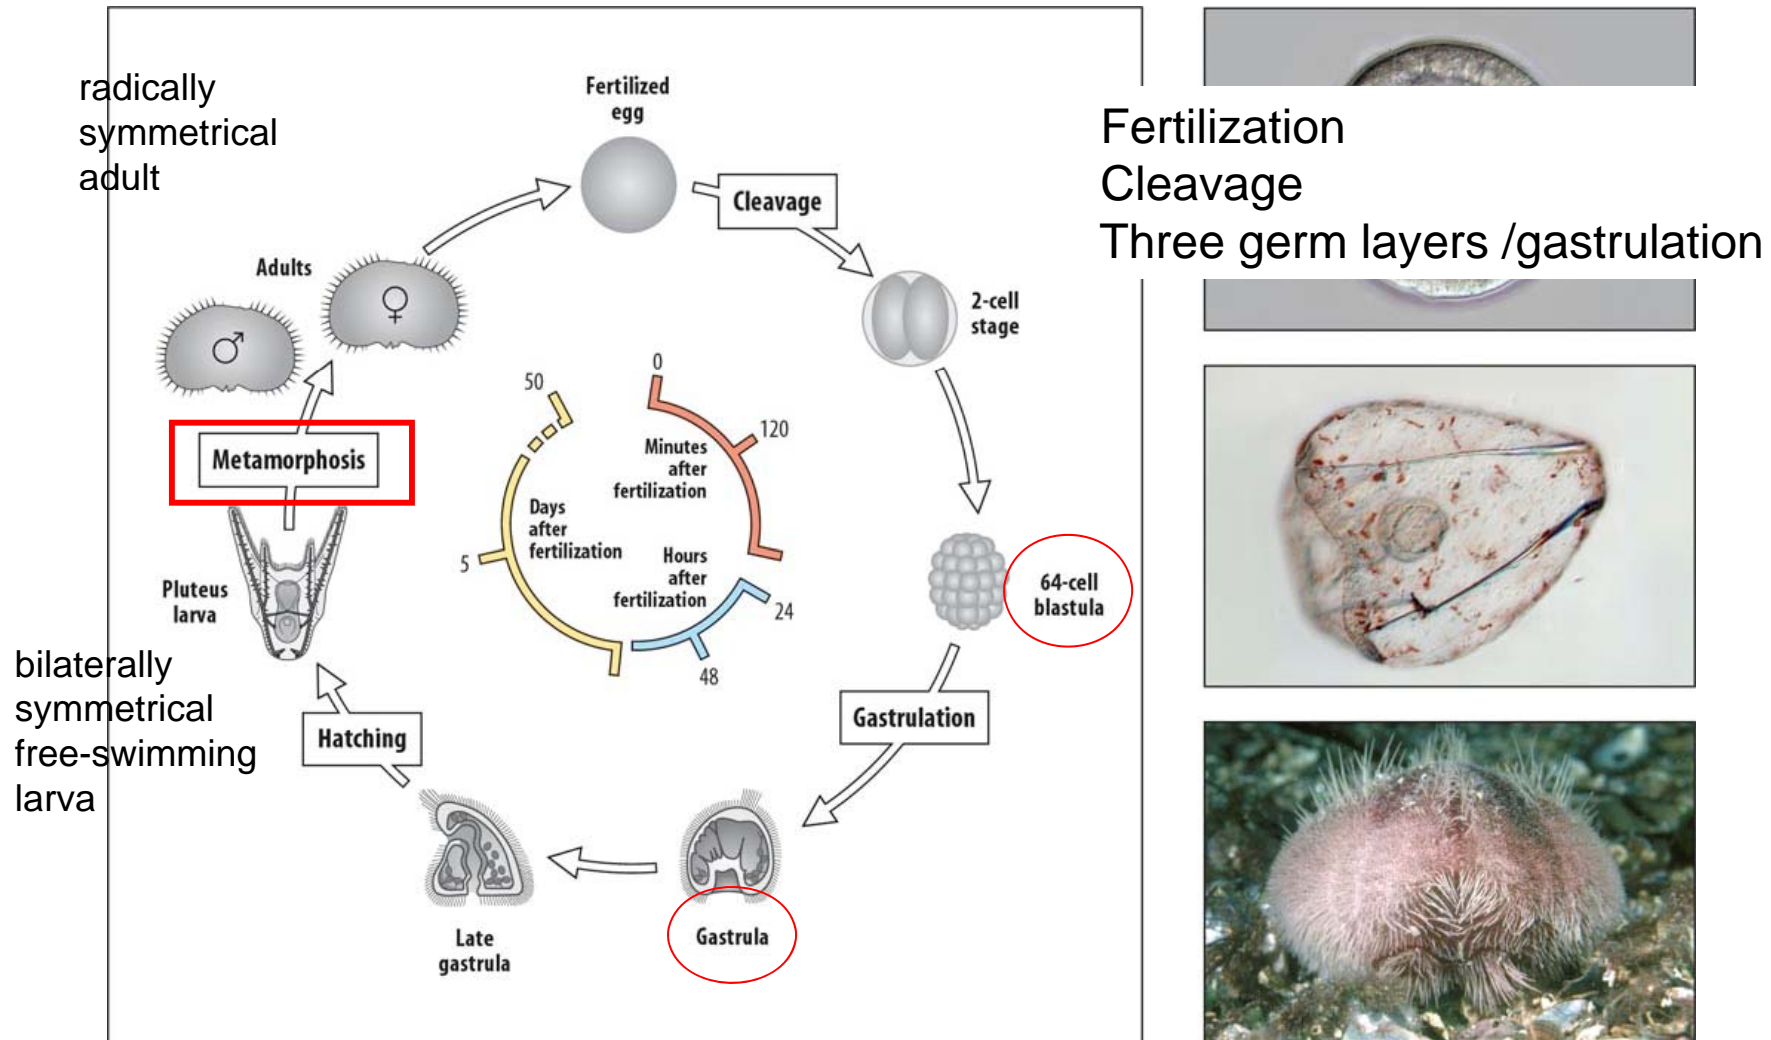 radically
symmetrical
adult
Fertilized
egg
Cleavage
Fertilization
Cleavage
Three germ layers /gastrulation
Adults
♂
♀
2-cell
stage
0
50
120
Minutes
after
fertilization
Metamorphosis
Days
after
fertilization
5
Hours
after
fertilization
24
48
64-cell
blastula
Pluteus
larva
bilaterally
symmetrical
free-swimming
larva
Gastrulation
Hatching
Late
gastrula
Gastrula